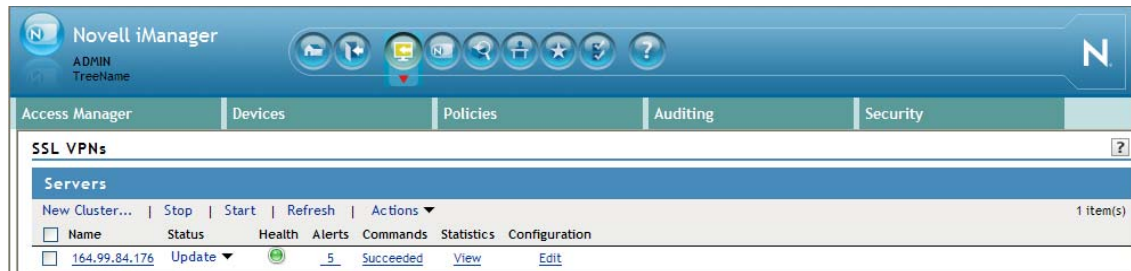 Novell iManager
ADMIN
TreeName
N
Access Manager Devices Policies Auditing Security
SSL VPNs ?
Servers
New Cluster... | Stop | Start | Refresh | Actions 1 item(s)
Name Status Health Alerts Commands Statistics Configuration
164.99.84.176 Update 5 Succeeded View Edit